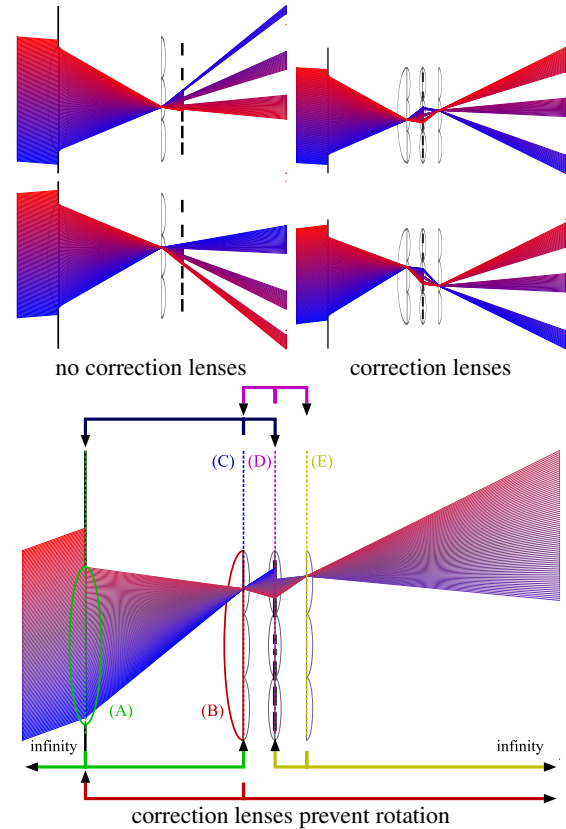 no correction lenses
correction lenses
(C)
(D)
(E)
(A)
(B)
infinity
infinity
correction lenses prevent rotation